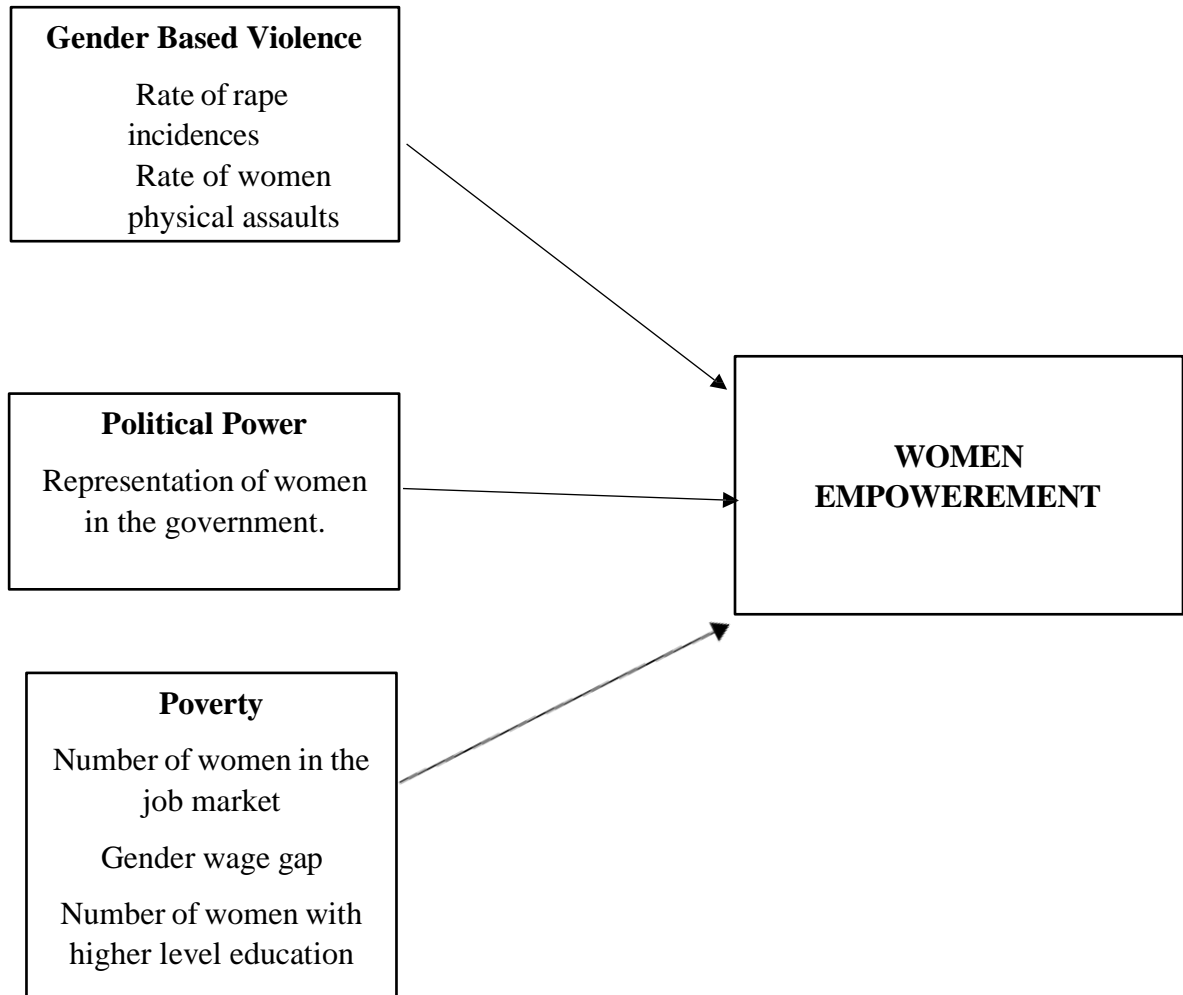 Gender Based Violence
Rate of rape
incidences
Rate of women
physical assaults
Political Power
Representation of women
in the government.
WOMEN
EMPOWEREMENT
Poverty
Number of women in the
job market
Gender wage gap
Number of women with
higher level education